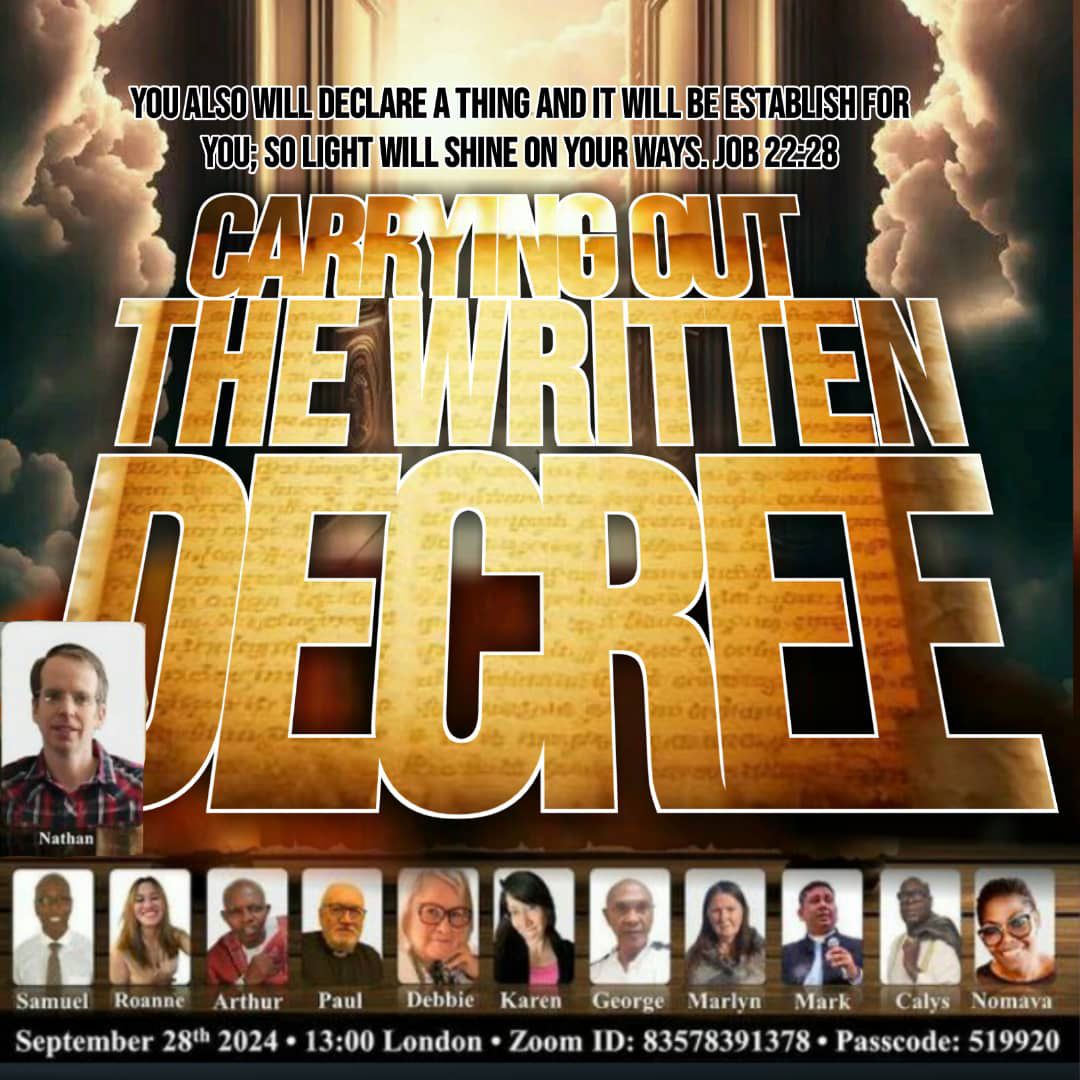 YOU ALSO WILL DECLARE A THING AND IT WILL BE ESTABLISH FOR
YOU; SO LIGHT WILL SHINE ON YOUR WAYS. JOB 22:28
CARRYING OUT
THE WRITTEN
DECREE
Nathan
Samuel Roanne Arthur Paul Debbie Karen George Marlyn Mark Calys Nomava
September 28th 2024 • 13:00 London • Zoom ID: 83578391378 • Passcode: 519920